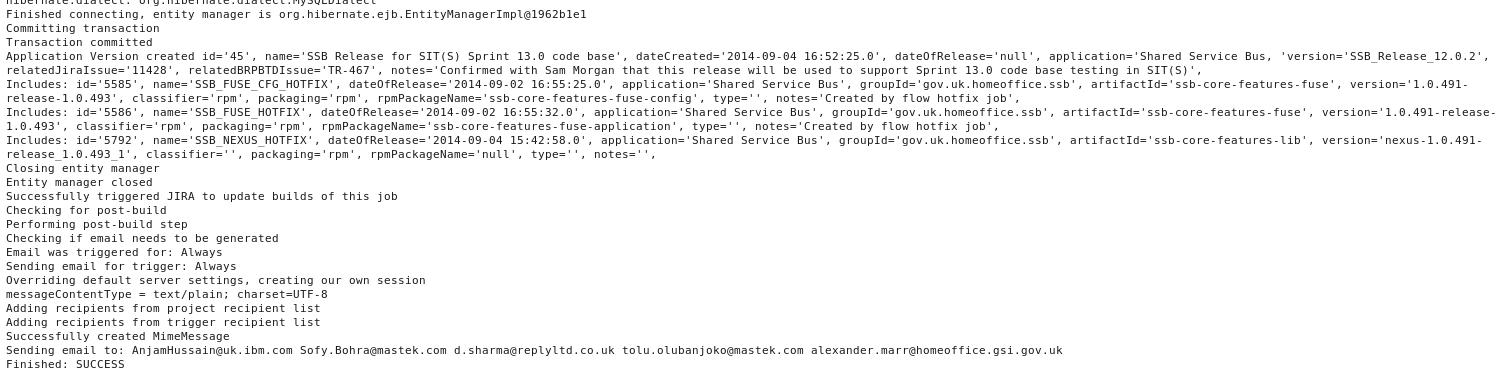 hibernate.dialect: org.hibernate.dialect.MySQLDialect
Finished connecting, entity manager is org.hibernate.ejb.EntityManagerImpl@1962b1e1
Committing transaction
Transaction committed
Application Version created id='45', name='SSB Release for SIT(S) Sprint 13.0 code base', dateCreated='2014-09-04 16:52:25.0', dateOfRelease='null', application='Shared Service Bus, 'version='SSB_Release_12.0.2',
relatedJiraIssue='11428', relatedBRPBTDIssue='TR-467', notes='Confirmed with Sam Morgan that this release will be used to support Sprint 13.0 code base testing in SIT(S)',
Includes: id='5585', name='SSB_FUSE_CFG_HOTFIX', dateOfRelease='2014-09-02 16:55:25.0', application='Shared Service Bus', groupId='gov.uk.homeoffice.ssb', artifactId='ssb-core-features-fuse', version='1.0.491-
release-1.0.493', classifier='rpm', packaging='rpm', rpmPackageName='ssb-core-features-fuse-config', type='', notes='Created by flow hotfix job',
Includes: id='5586', name='SSB_FUSE_HOTFIX', dateOfRelease='2014-09-02 16:55:32.0', application='Shared Service Bus', groupId='gov.uk.homeoffice.ssb', artifactId='ssb-core-features-fuse', version='1.0.491-release-
1.0.493', classifier='rpm', packaging='rpm', rpmPackageName='ssb-core-features-fuse-application', type='', notes='Created by flow hotfix job',
Includes: id='5792', name='SSB_NEXUS_HOTFIX', dateOfRelease='2014-09-04 15:42:58.0', application='Shared Service Bus', groupId='gov.uk.homeoffice.ssb', artifactId='ssb-core-features-lib', version='nexus-1.0.491-
release_1.0.493_1', classifier='', packaging='rpm', rpmPackageName='null', type='', notes='',
Closing entity manager
Entity manager closed
Successfully triggered JIRA to update builds of this job
Checking for post-build
Performing post-build step
Checking if email needs to be generated
Email was triggered for: Always
Sending email for trigger: Always
Overriding default server settings, creating our own session
messageContentType = text/plain; charset=UTF-8
Adding recipients from project recipient list
Adding recipients from trigger recipient list
Successfully created MimeMessage
Sending email to: AnjamHussain@uk.ibm.com Sofy.Bohra@mastek.com d.sharma@replyltd.co.uk tolu.olubanjoko@mastek.com alexander.marr@homeoffice.gsi.gov.uk
Finished: SUCCESS